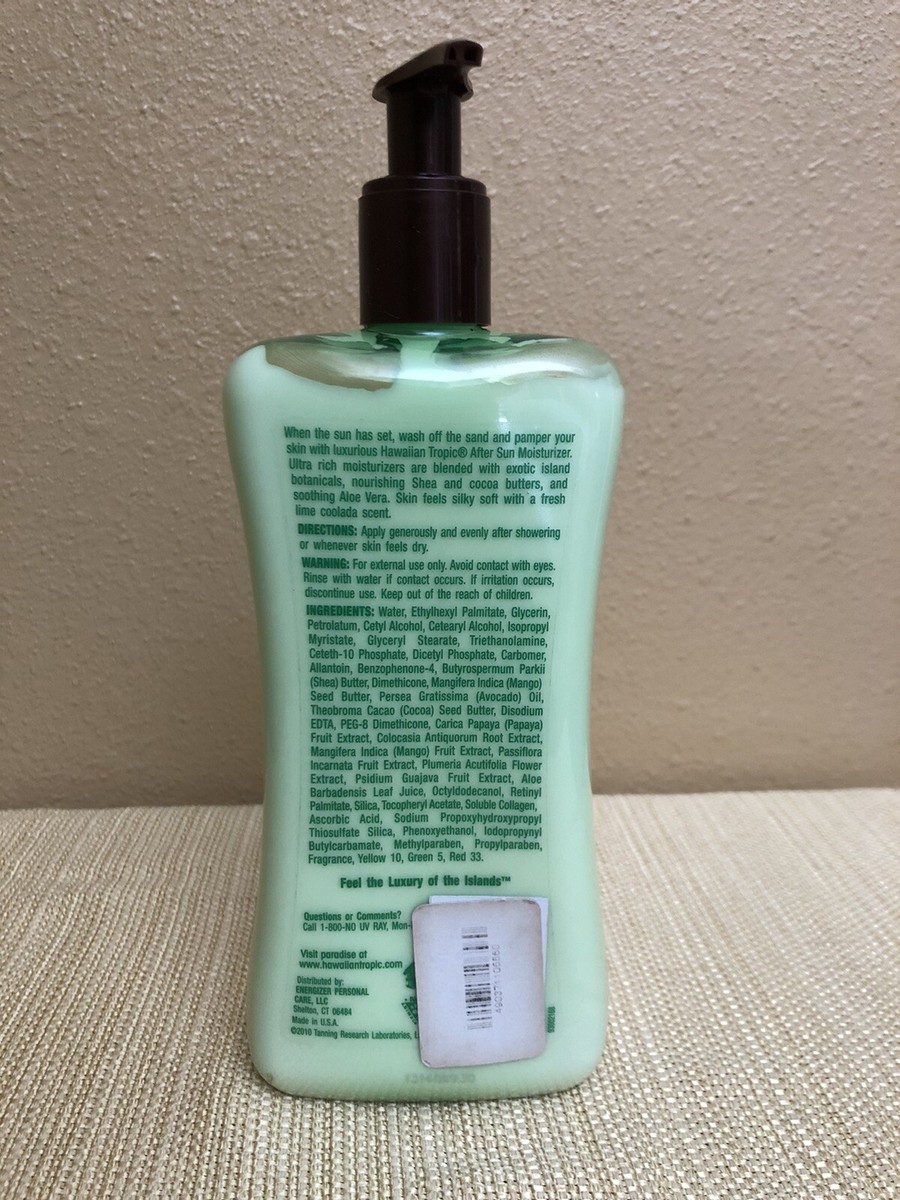 When the sun has set, wash off the sand and pamper your
skin with luxurious Hawaiian Tropic® After Sun Moisturizer.
Ultra rich moisturizers are blended with exotic island
botanicals, nourishing Shea and cocoa butters, and
soothing Aloe Vera. Skin feels silky soft with a fresh
lime coolada scent.
DIRECTIONS: Apply generously and evenly after showering
or whenever skin feels dry.
WARNING: For external use only. Avoid contact with eyes.
Rinse with water if contact occurs. If irritation occurs,
discontinue use. Keep out of the reach of children.
INGREDIENTS: Water, Ethylhexyl Palmitate, Glycerin,
Petrolatum, Cetyl Alcohol, Cetearyl Alcohol, Isopropyl
Myristate, Glyceryl Stearate, Triethanolamine,
Ceteth-10 Phosphate, Dicetyl Phosphate, Carbomer,
Allantoin, Benzophenone-4, Butyrospermum Parkii
(Shea) Butter, Dimethicone, Mangifera Indica (Mango)
Seed Butter, Persea Gratissima (Avocado) Oil,
Theobroma Cacao (Cocoa) Seed Butter, Disodium
EDTA, PEG-8 Dimethicone, Carica Papaya (Papaya)
Fruit Extract, Colocasia Antiquorum Root Extract,
Mangifera Indica (Mango) Fruit Extract, Passiflora
Incarnata Fruit Extract, Plumeria Acutifolia Flower
Extract, Psidium Guajava Fruit Extract, Aloe
Barbadensis Leaf Juice, Octyldodecanol, Retinyl
Palmitate, Silica, Tocopheryl Acetate, Soluble Collagen,
Ascorbic Acid, Sodium Propoxyhydroxypropyl
Thiosulfate Silica, Phenoxyethanol, Iodopropynyl
Butylcarbamate, Methylparaben, Propylparaben,
Fragrance, Yellow 10, Green 5, Red 33.
Feel the Luxury of the Islands™
Questions or Comments?
Call 1-800-NO UV RAY, Mon-
Visit paradise at
www.hawaiiantropic.com
Distributed by:
ENERGIZER PERSONAL
CARE, LLC
Shelton, CT 06484
Made in U.S.A.
©2010 Tanning Research Laboratories,